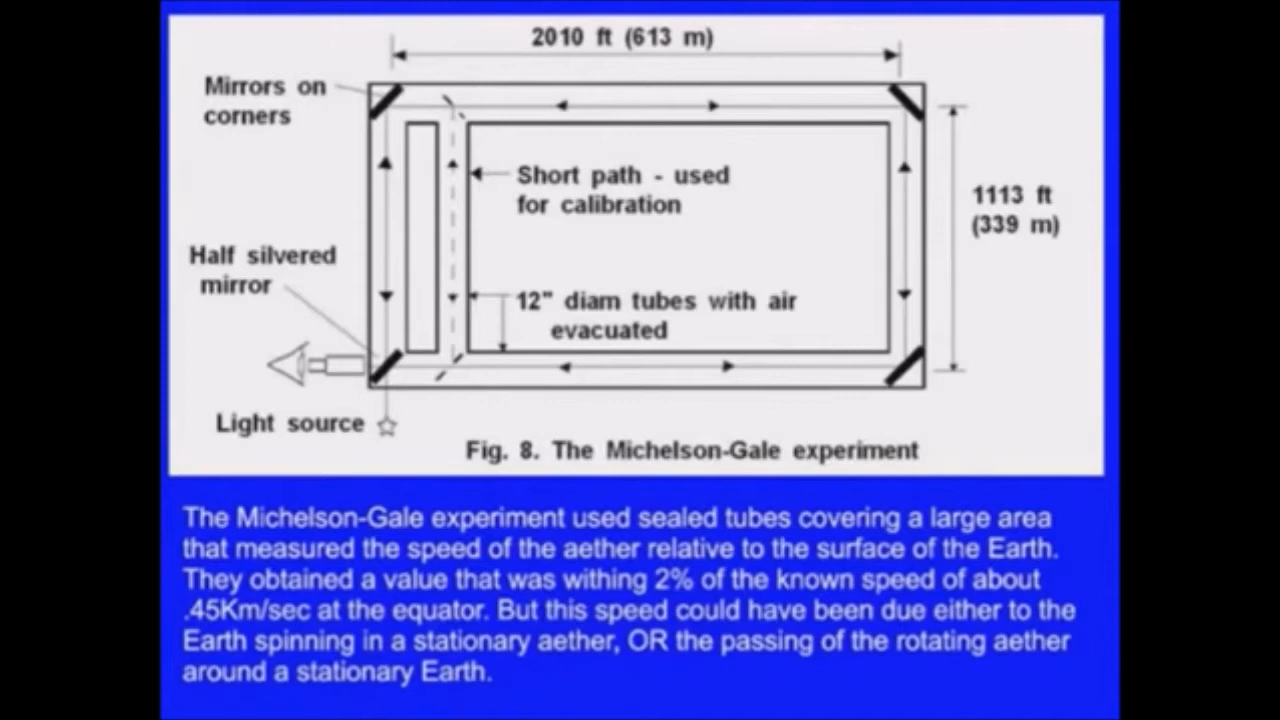 2010 ft (613 m)
Mirrors on
corners
Short path - used
for calibration
1113 ft
(339 m)
Half silvered
mirror
12" diam tubes with air
evacuated
Light source
Fig. 8. The Michelson-Gale experiment
The Michelson-Gale experiment used sealed tubes covering a large area
that measured the speed of the aether relative to the surface of the Earth.
They obtained a value that was withing 2% of the known speed of about
.45Km/sec at the equator. But this speed could have been due either to the
Earth spinning in a stationary aether, OR the passing of the rotating aether
around a stationary Earth.